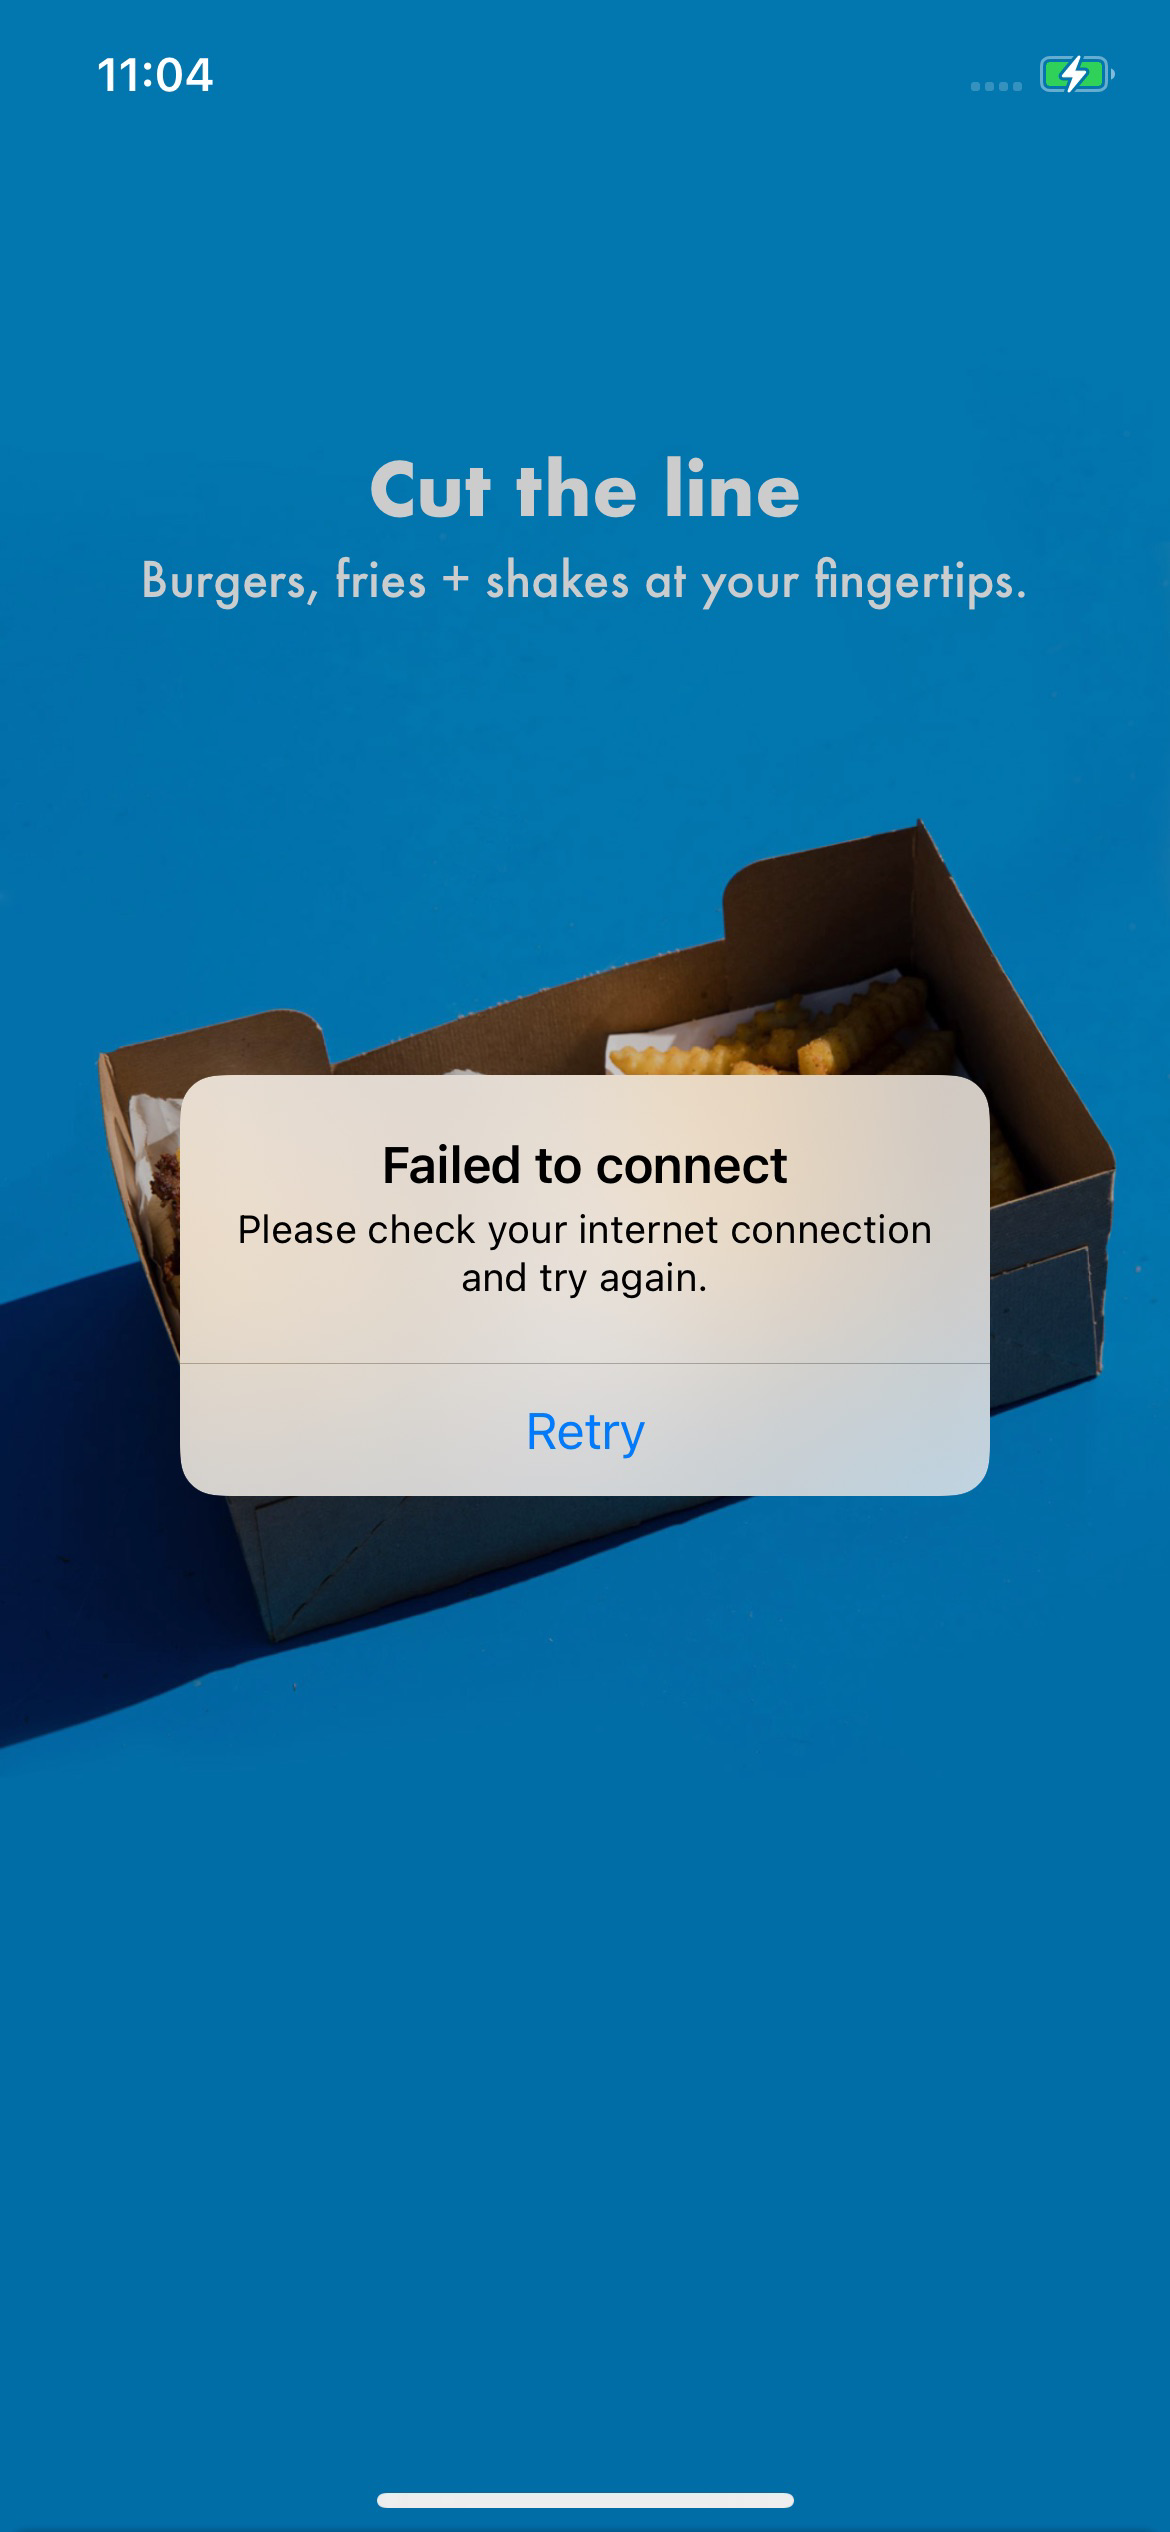 11:04
Cut the line
Burgers, fries + shakes at your fingertips.
Failed to connect
Please check your internet connection
and try again.
Retry